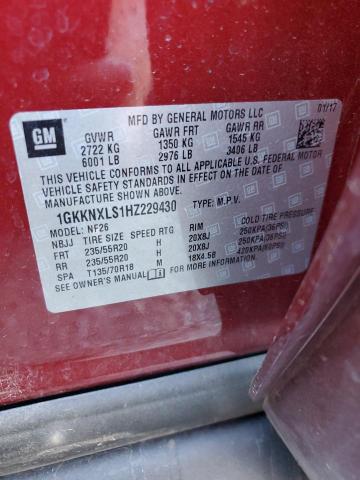 GM
MFD BY GENERAL MOTORS LLC 01/17
GVWR GAWR FRT GAWR RR
2722 KG 1350 KG 1545 KG
6001 LB 2976 LB 3406 LB
THIS VEHICLE CONFORMS TO ALL APPLICABLE U.S. FEDERAL
MOTOR VEHICLE SAFETY STANDARDS IN EFFECT ON THE DATE OF
MANUFACTURE SHOWN ABOVE.
1GKKNXLS1HZ229430 TYPE: M.P.V.
MODEL: NF26
NBJJ TIRE SIZE SPEED RTG RIM COLD TIRE PRESSURE
FRT 235/55R20 H 20X8J 250KPA(36PSI)
RR 235/55R20 H 20X8J 250KPA(36PSI)
SPA T135/70R18 M 18X4.5B 420KPA(60PSI)
SEE OWNER'S MANUAL